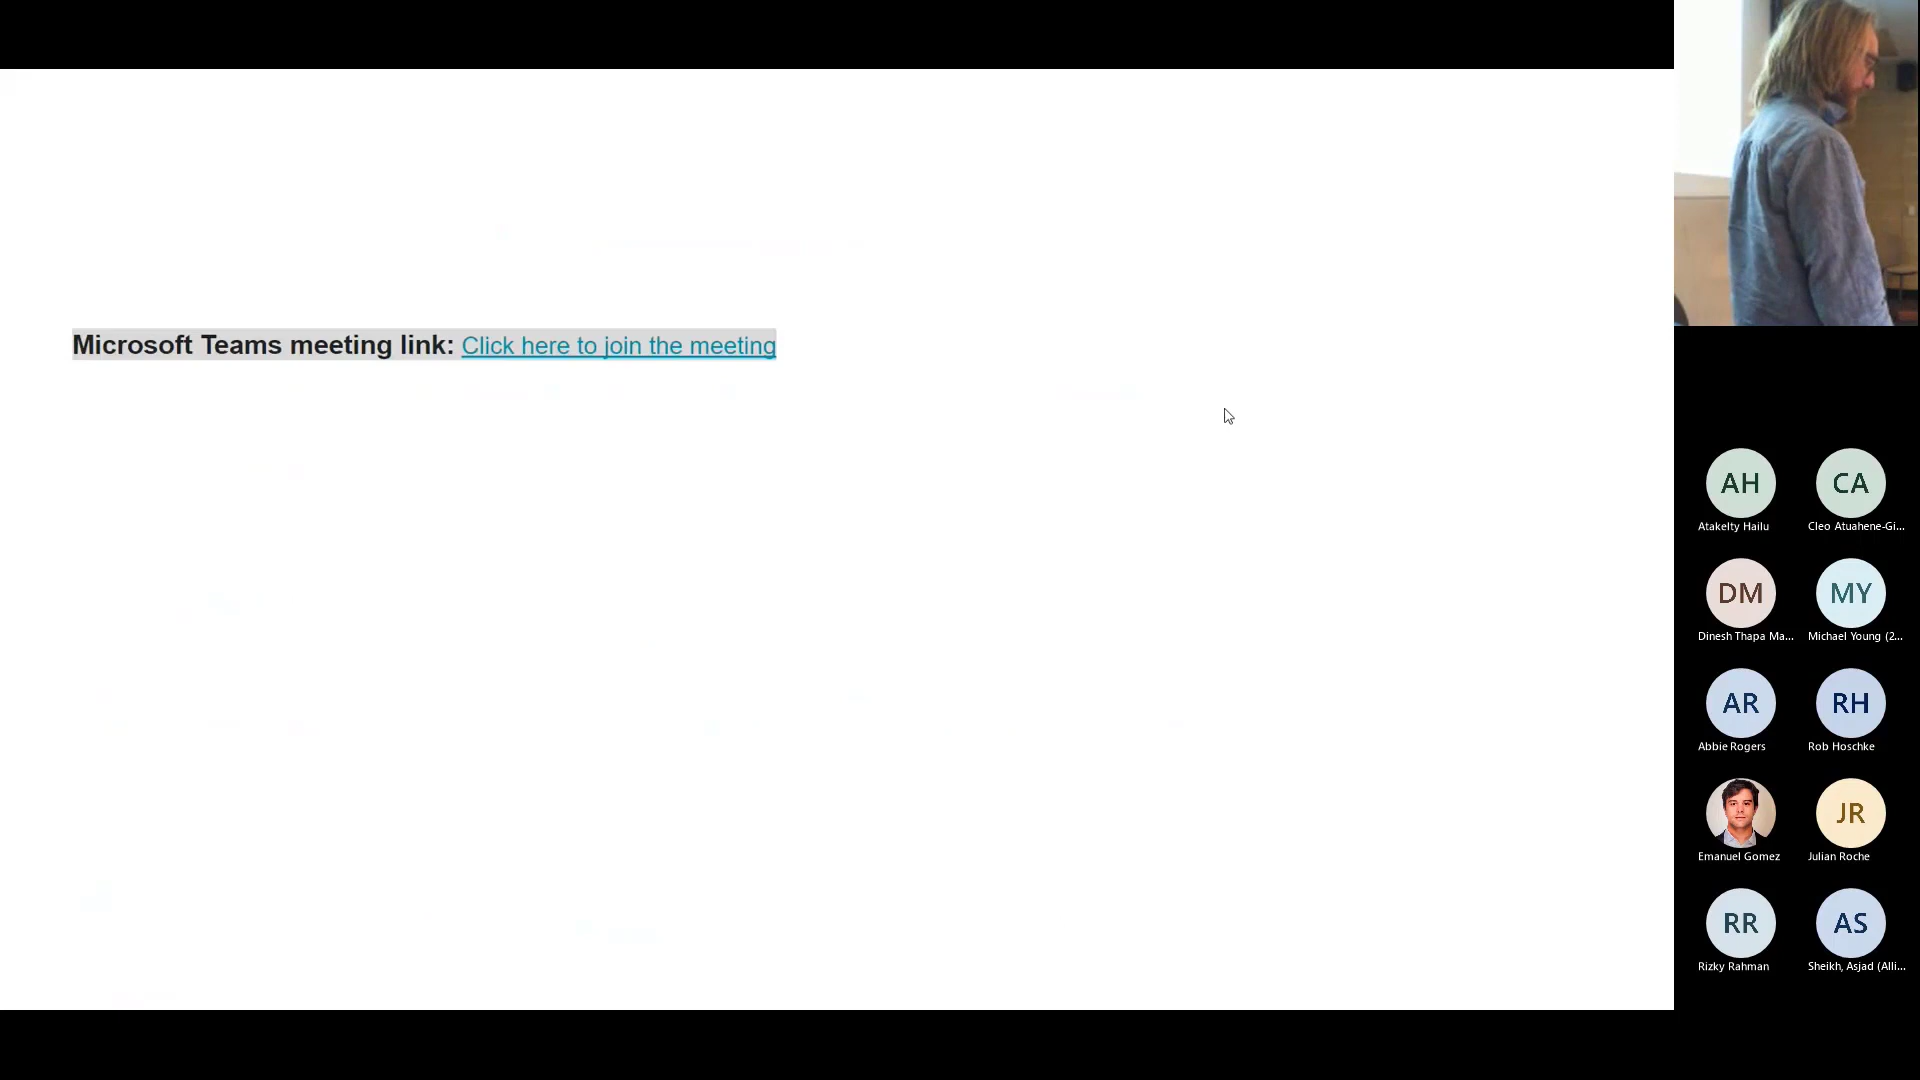 Microsoft Teams meeting link: Click here to join the meeting
AH
CA
Atakelty Hailu
Cleo Atuahene-Gi...
DM
MY
Dinesh Thapa Ma...
Michael Young (2...
AR
RH
Abbie Rogers
Rob Hoschke
JR
Emanuel Gomez
Julian Roche
RR
AS
Rizky Rahman
Sheikh, Asjad (Alli...